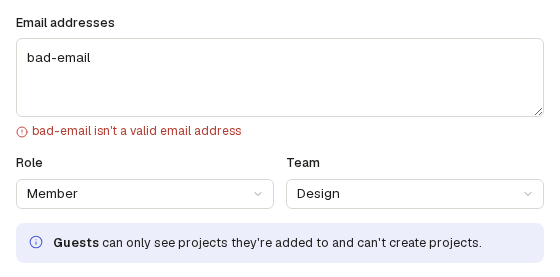 Email addresses
bad-email
bad-email isn't a valid email address
Role
Team
Member
Design
Guests can only see projects they're added to and can't create projects.